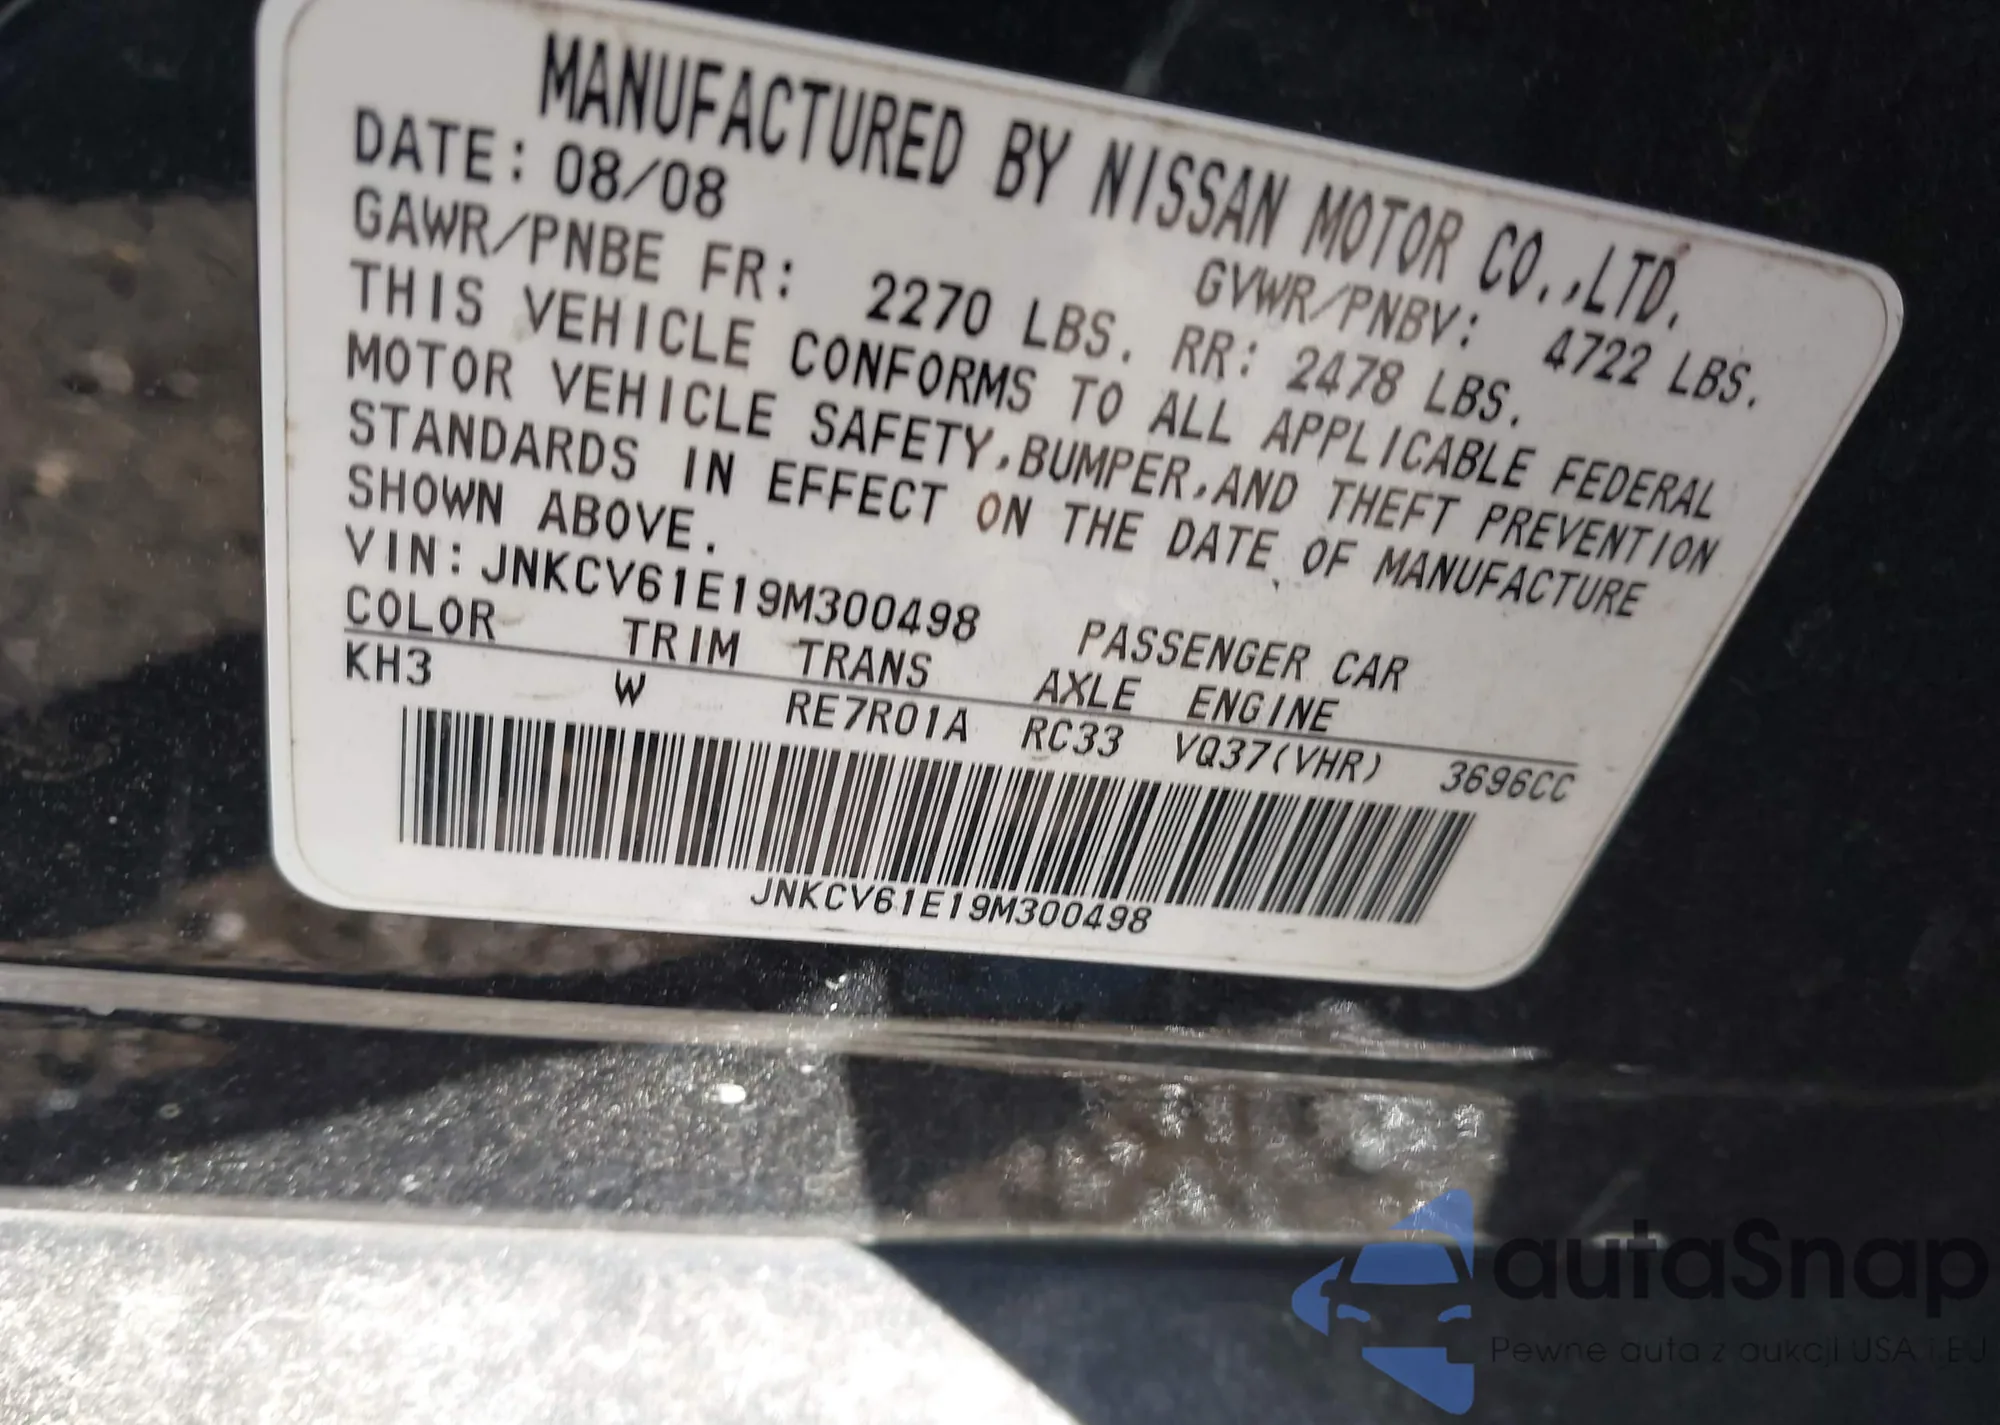 MANUFACTURED BY NISSAN MOTOR CO.,LTD.
DATE: 08/08 GVWR/PNBV: 4722 LBS.
GAWR/PNBE FR: 2270 LBS. RR: 2478 LBS.
THIS VEHICLE CONFORMS TO ALL APPLICABLE FEDERAL
MOTOR VEHICLE SAFETY,BUMPER,AND THEFT PREVENTION
STANDARDS IN EFFECT ON THE DATE OF MANUFACTURE
SHOWN ABOVE.
VIN: JNKCV61E19M300498 PASSENGER CAR
COLOR TRIM TRANS AXLE ENGINE
KH3 W RE7R01A RC33 VQ37(VHR) 3696CC
JNKCV61E19M300498
autaSnap
Pewne auta z aukcji USA i EU